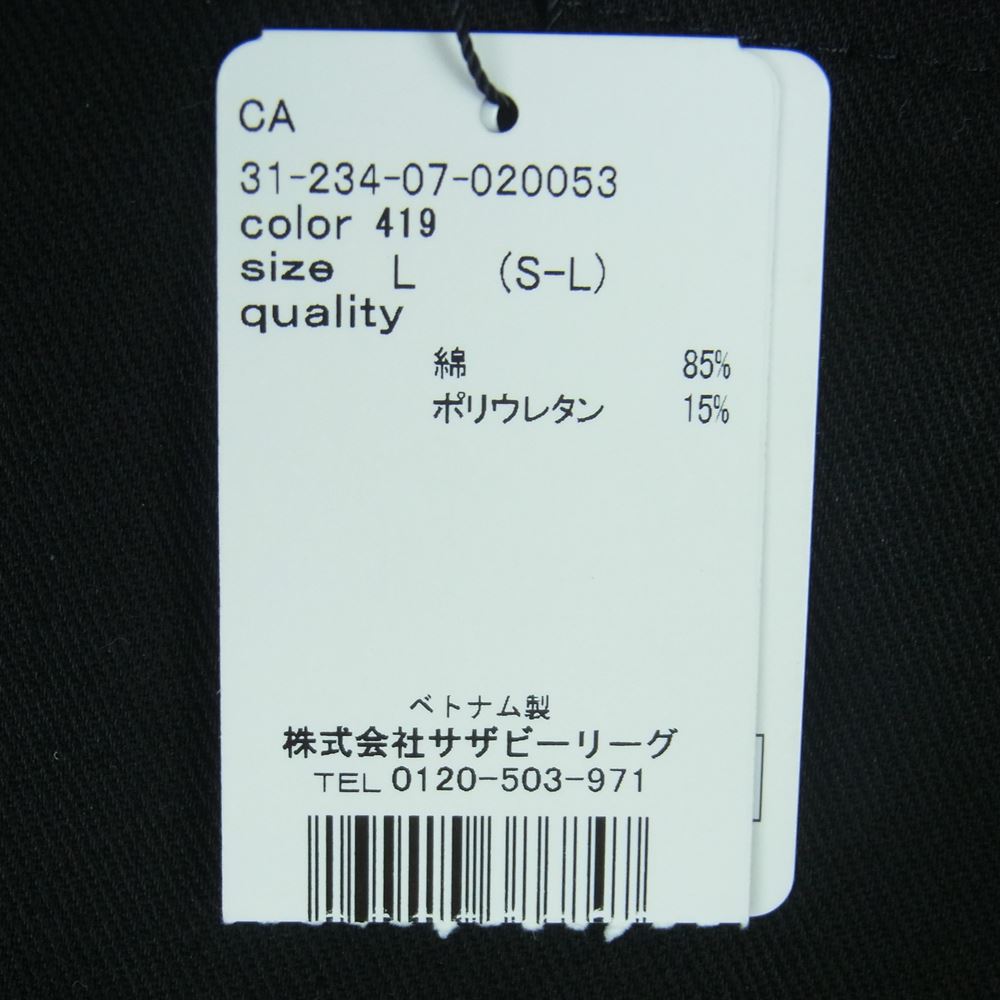 CA
31-234-07-020053
color 419
size L (S-L)
quality
綿 85%
ポリウレタン 15%
ベトナム製
株式会社サザビーリーグ
TEL 0120-503-971